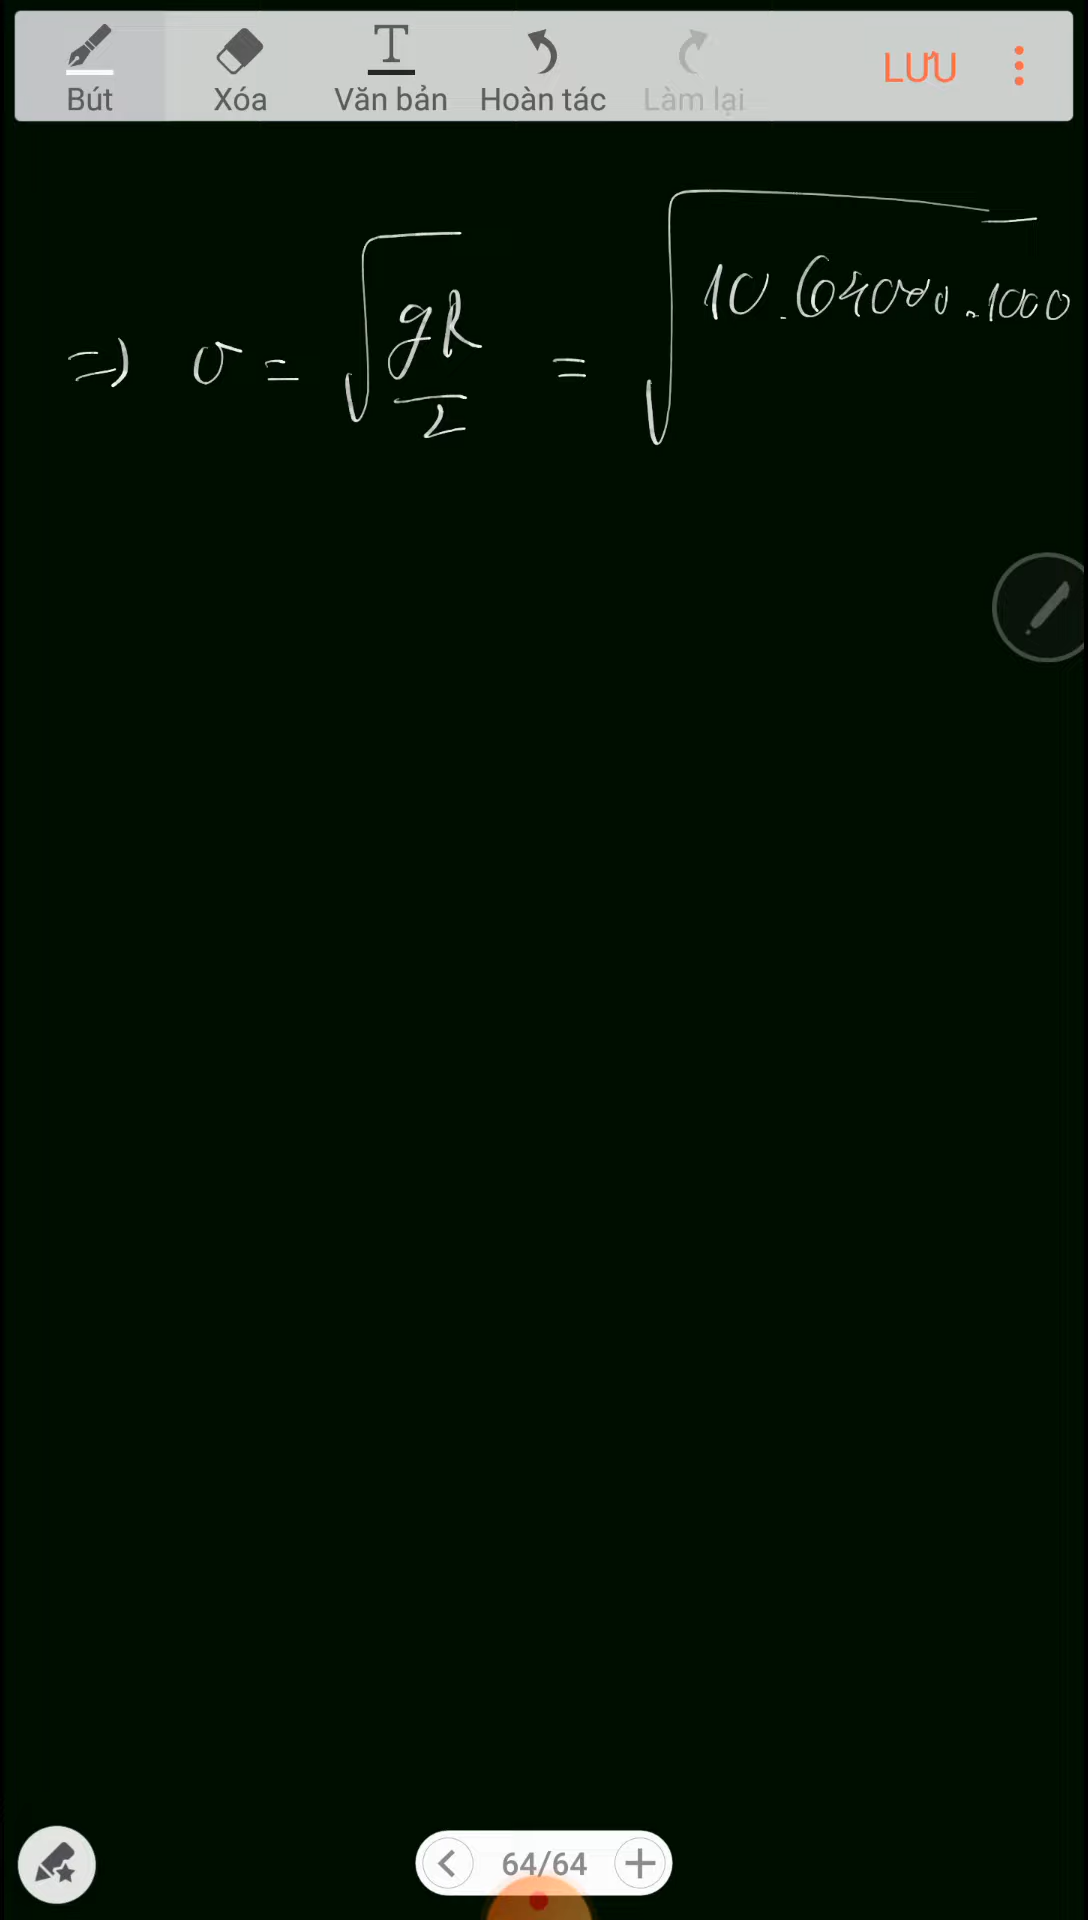 Bút Xóa Văn bản Hoàn tác Làm lại LƯU
=> v = √(gR/2) = √(10.64000.1000
64/64